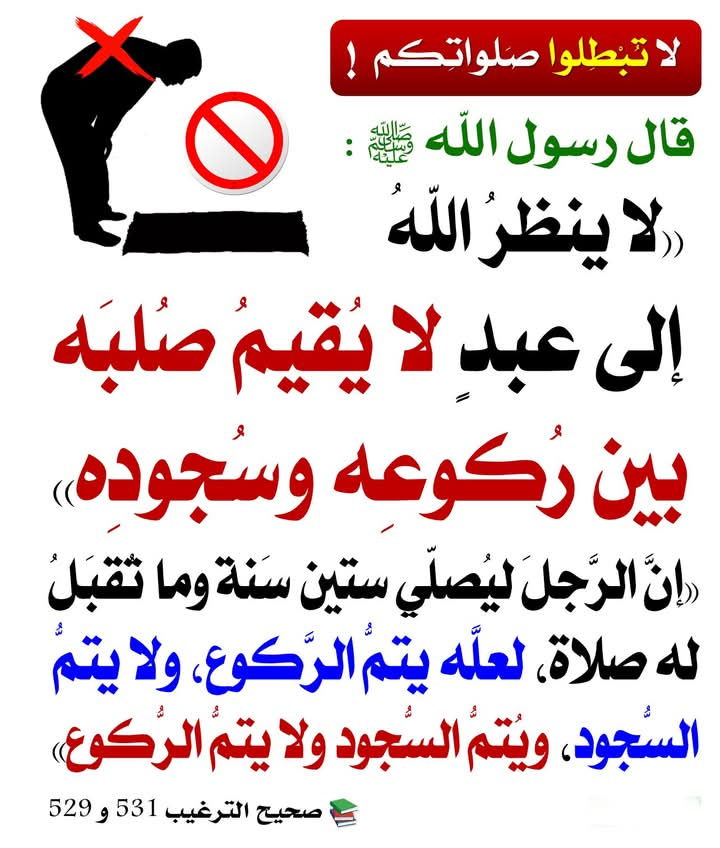 لا تُبْطِلوا صَلواتِكم !
قال رسول الله ﷺ :
((لا ينظرُ اللّهُ
إلى عبدٍ لا يُقيمُ صُلبَه
بين رُكوعِه وسُجودِه))
((إنَّ الرَّجلَ ليُصلّي ستين سَنة وما تُقبَلُ
له صلاة، لعلَّه يتمُّ الرَّكوع، ولا يتمُّ
السُّجود، ويُتمُّ السُّجود ولا يتمُّ الرُّكوع))
صحيح الترغيب 531 و 529